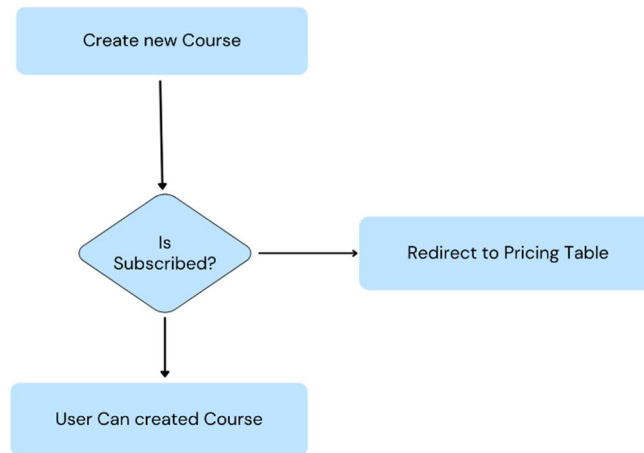 Create new Course
Is
Subscribed?
Redirect to Pricing Table
User Can created Course